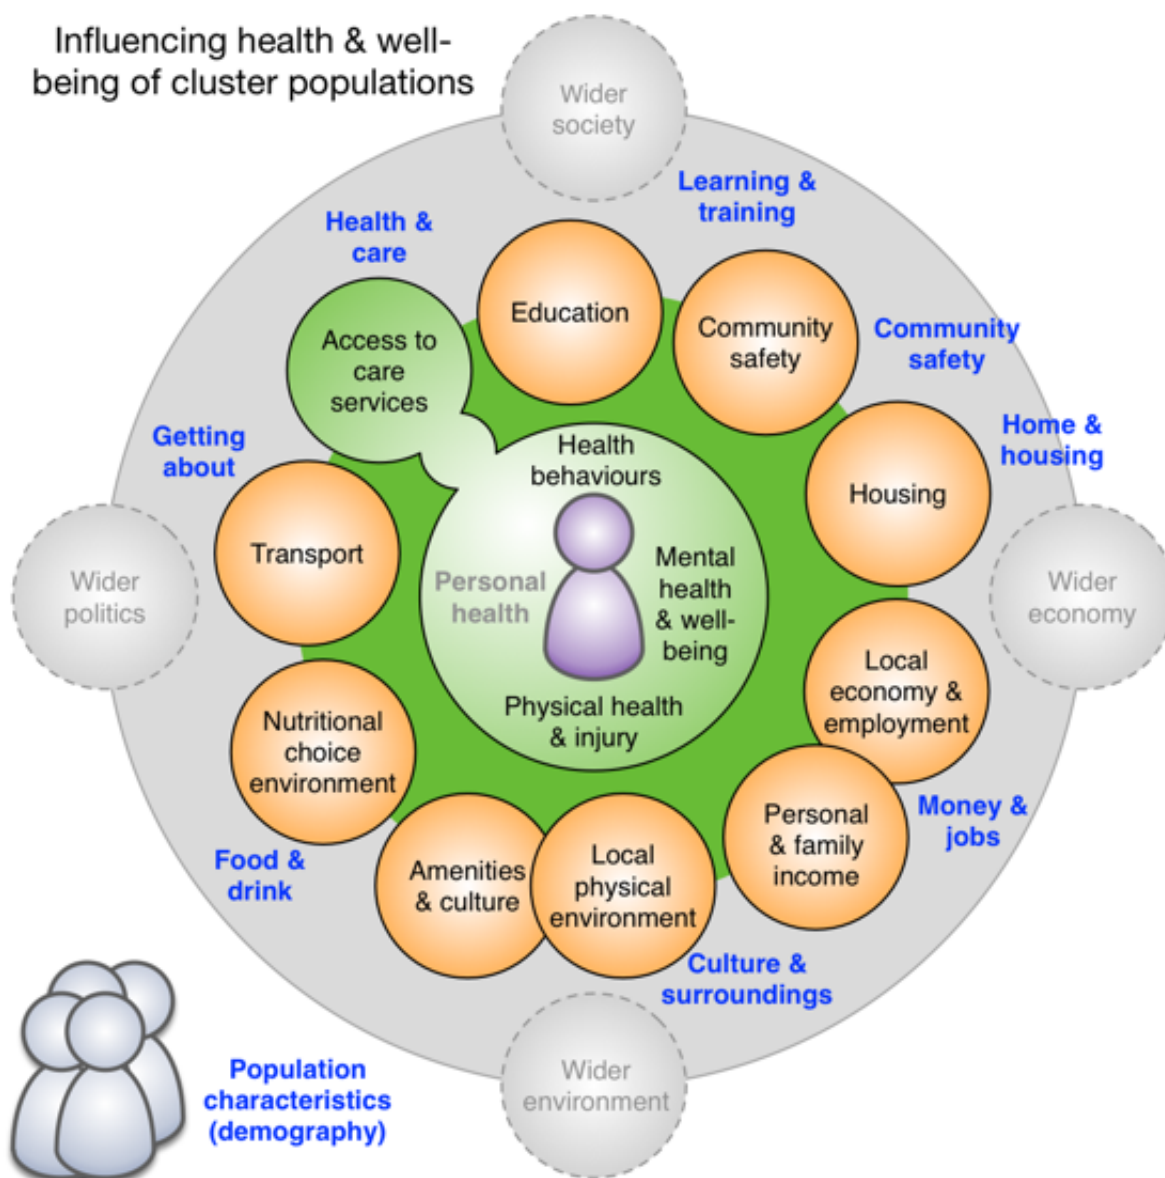 Influencing health & well-
being of cluster populations
Wider
society
Learning &
training
Health &
care
Education
Community
safety
Access to
care
services
Community
safety
Getting
about
Home &
housing
Health
behaviours
Housing
Transport
Personal
health
Mental
health
& well-
being
Wider
politics
Wider
economy
Physical health
& injury
Local
economy &
employment
Nutritional
choice
environment
Personal
& family
income
Money &
jobs
Food &
drink
Amenities
& culture
Local
physical
environment
Culture &
surroundings
Wider
environment
Population
characteristics
(demography)